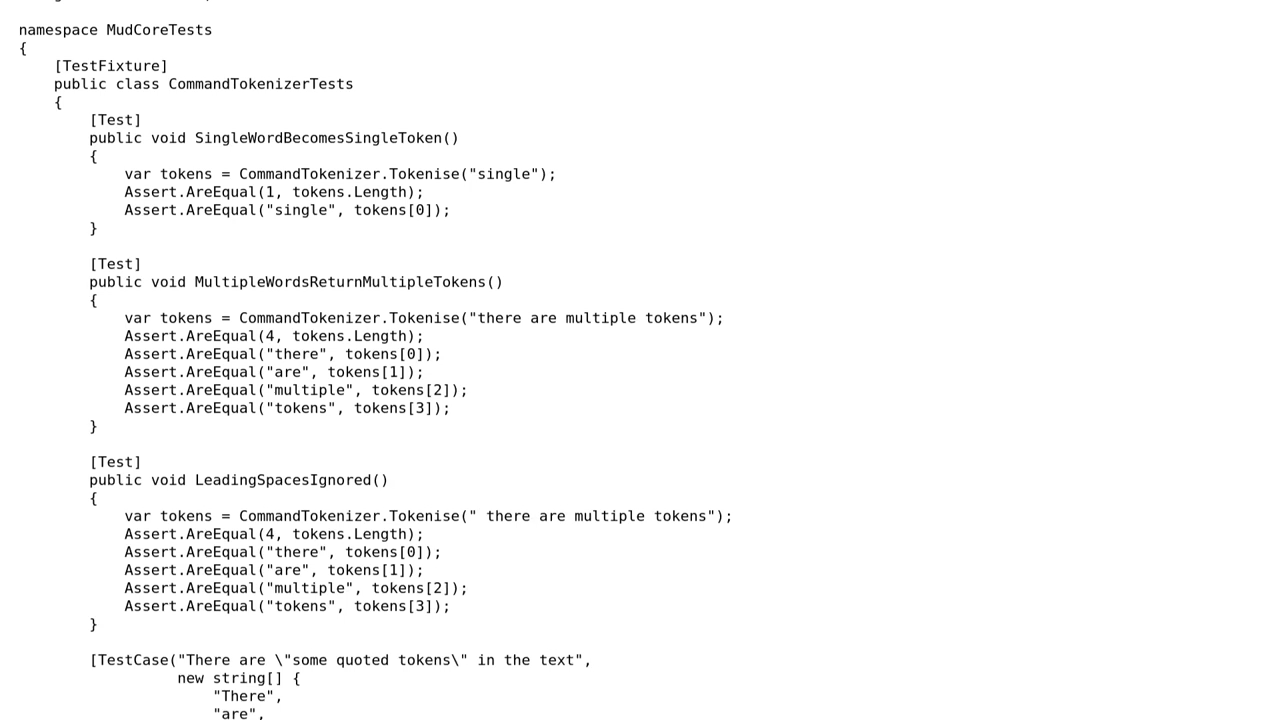 namespace MudCoreTests
{
    [TestFixture]
    public class CommandTokenizerTests
    {
        [Test]
        public void SingleWordBecomesSingleToken()
        {
            var tokens = CommandTokenizer.Tokenise("single");
            Assert.AreEqual(1, tokens.Length);
            Assert.AreEqual("single", tokens[0]);
        }

        [Test]
        public void MultipleWordsReturnMultipleTokens()
        {
            var tokens = CommandTokenizer.Tokenise("there are multiple tokens");
            Assert.AreEqual(4, tokens.Length);
            Assert.AreEqual("there", tokens[0]);
            Assert.AreEqual("are", tokens[1]);
            Assert.AreEqual("multiple", tokens[2]);
            Assert.AreEqual("tokens", tokens[3]);
        }

        [Test]
        public void LeadingSpacesIgnored()
        {
            var tokens = CommandTokenizer.Tokenise(" there are multiple tokens");
            Assert.AreEqual(4, tokens.Length);
            Assert.AreEqual("there", tokens[0]);
            Assert.AreEqual("are", tokens[1]);
            Assert.AreEqual("multiple", tokens[2]);
            Assert.AreEqual("tokens", tokens[3]);
        }

        [TestCase("There are \"some quoted tokens\" in the text",
                  new string[] {
                      "There",
                      "are",